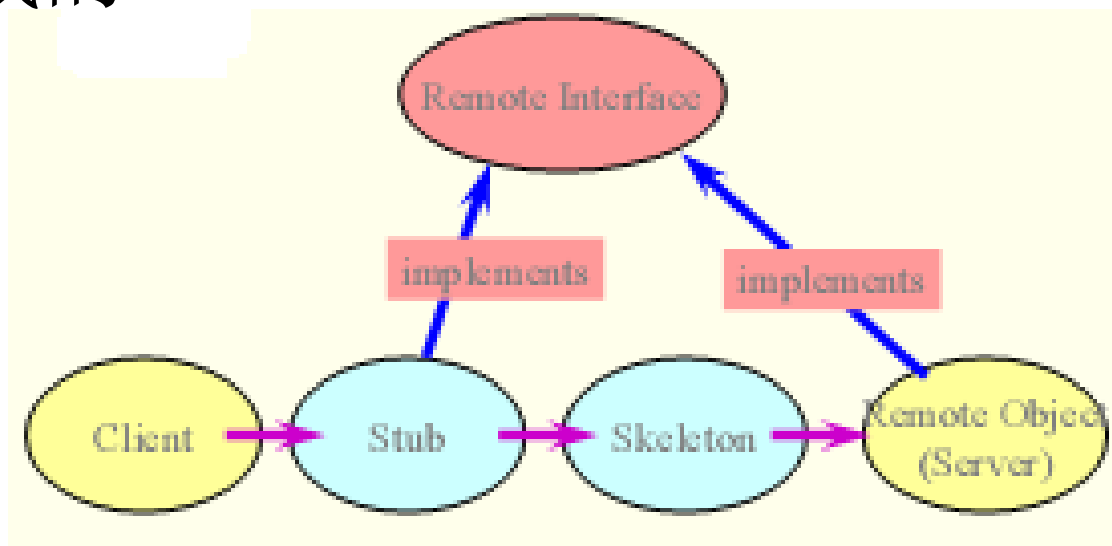 Remote Interface
implements
implements
Client
Stub
Skeleton
Remote Object
(Server)